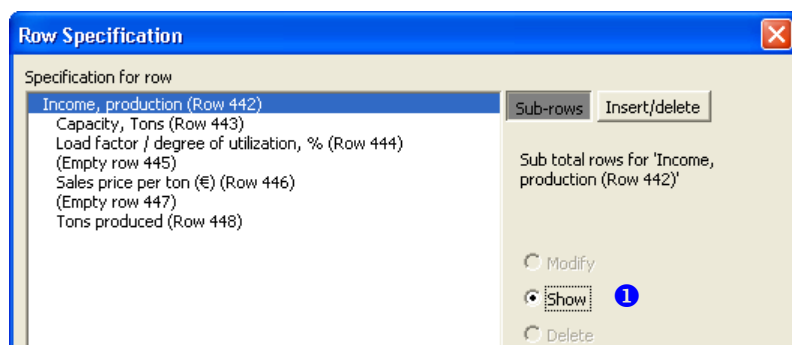 Row Specification
Specification for row
Income, production (Row 442)
Capacity, Tons (Row 443)
Load factor / degree of utilization, % (Row 444)
(Empty row 445)
Sales price per ton (€) (Row 446)
(Empty row 447)
Tons produced (Row 448)
Sub-rows Insert/delete
Sub total rows for 'Income,
production (Row 442)'
Modify
Show 1
Delete